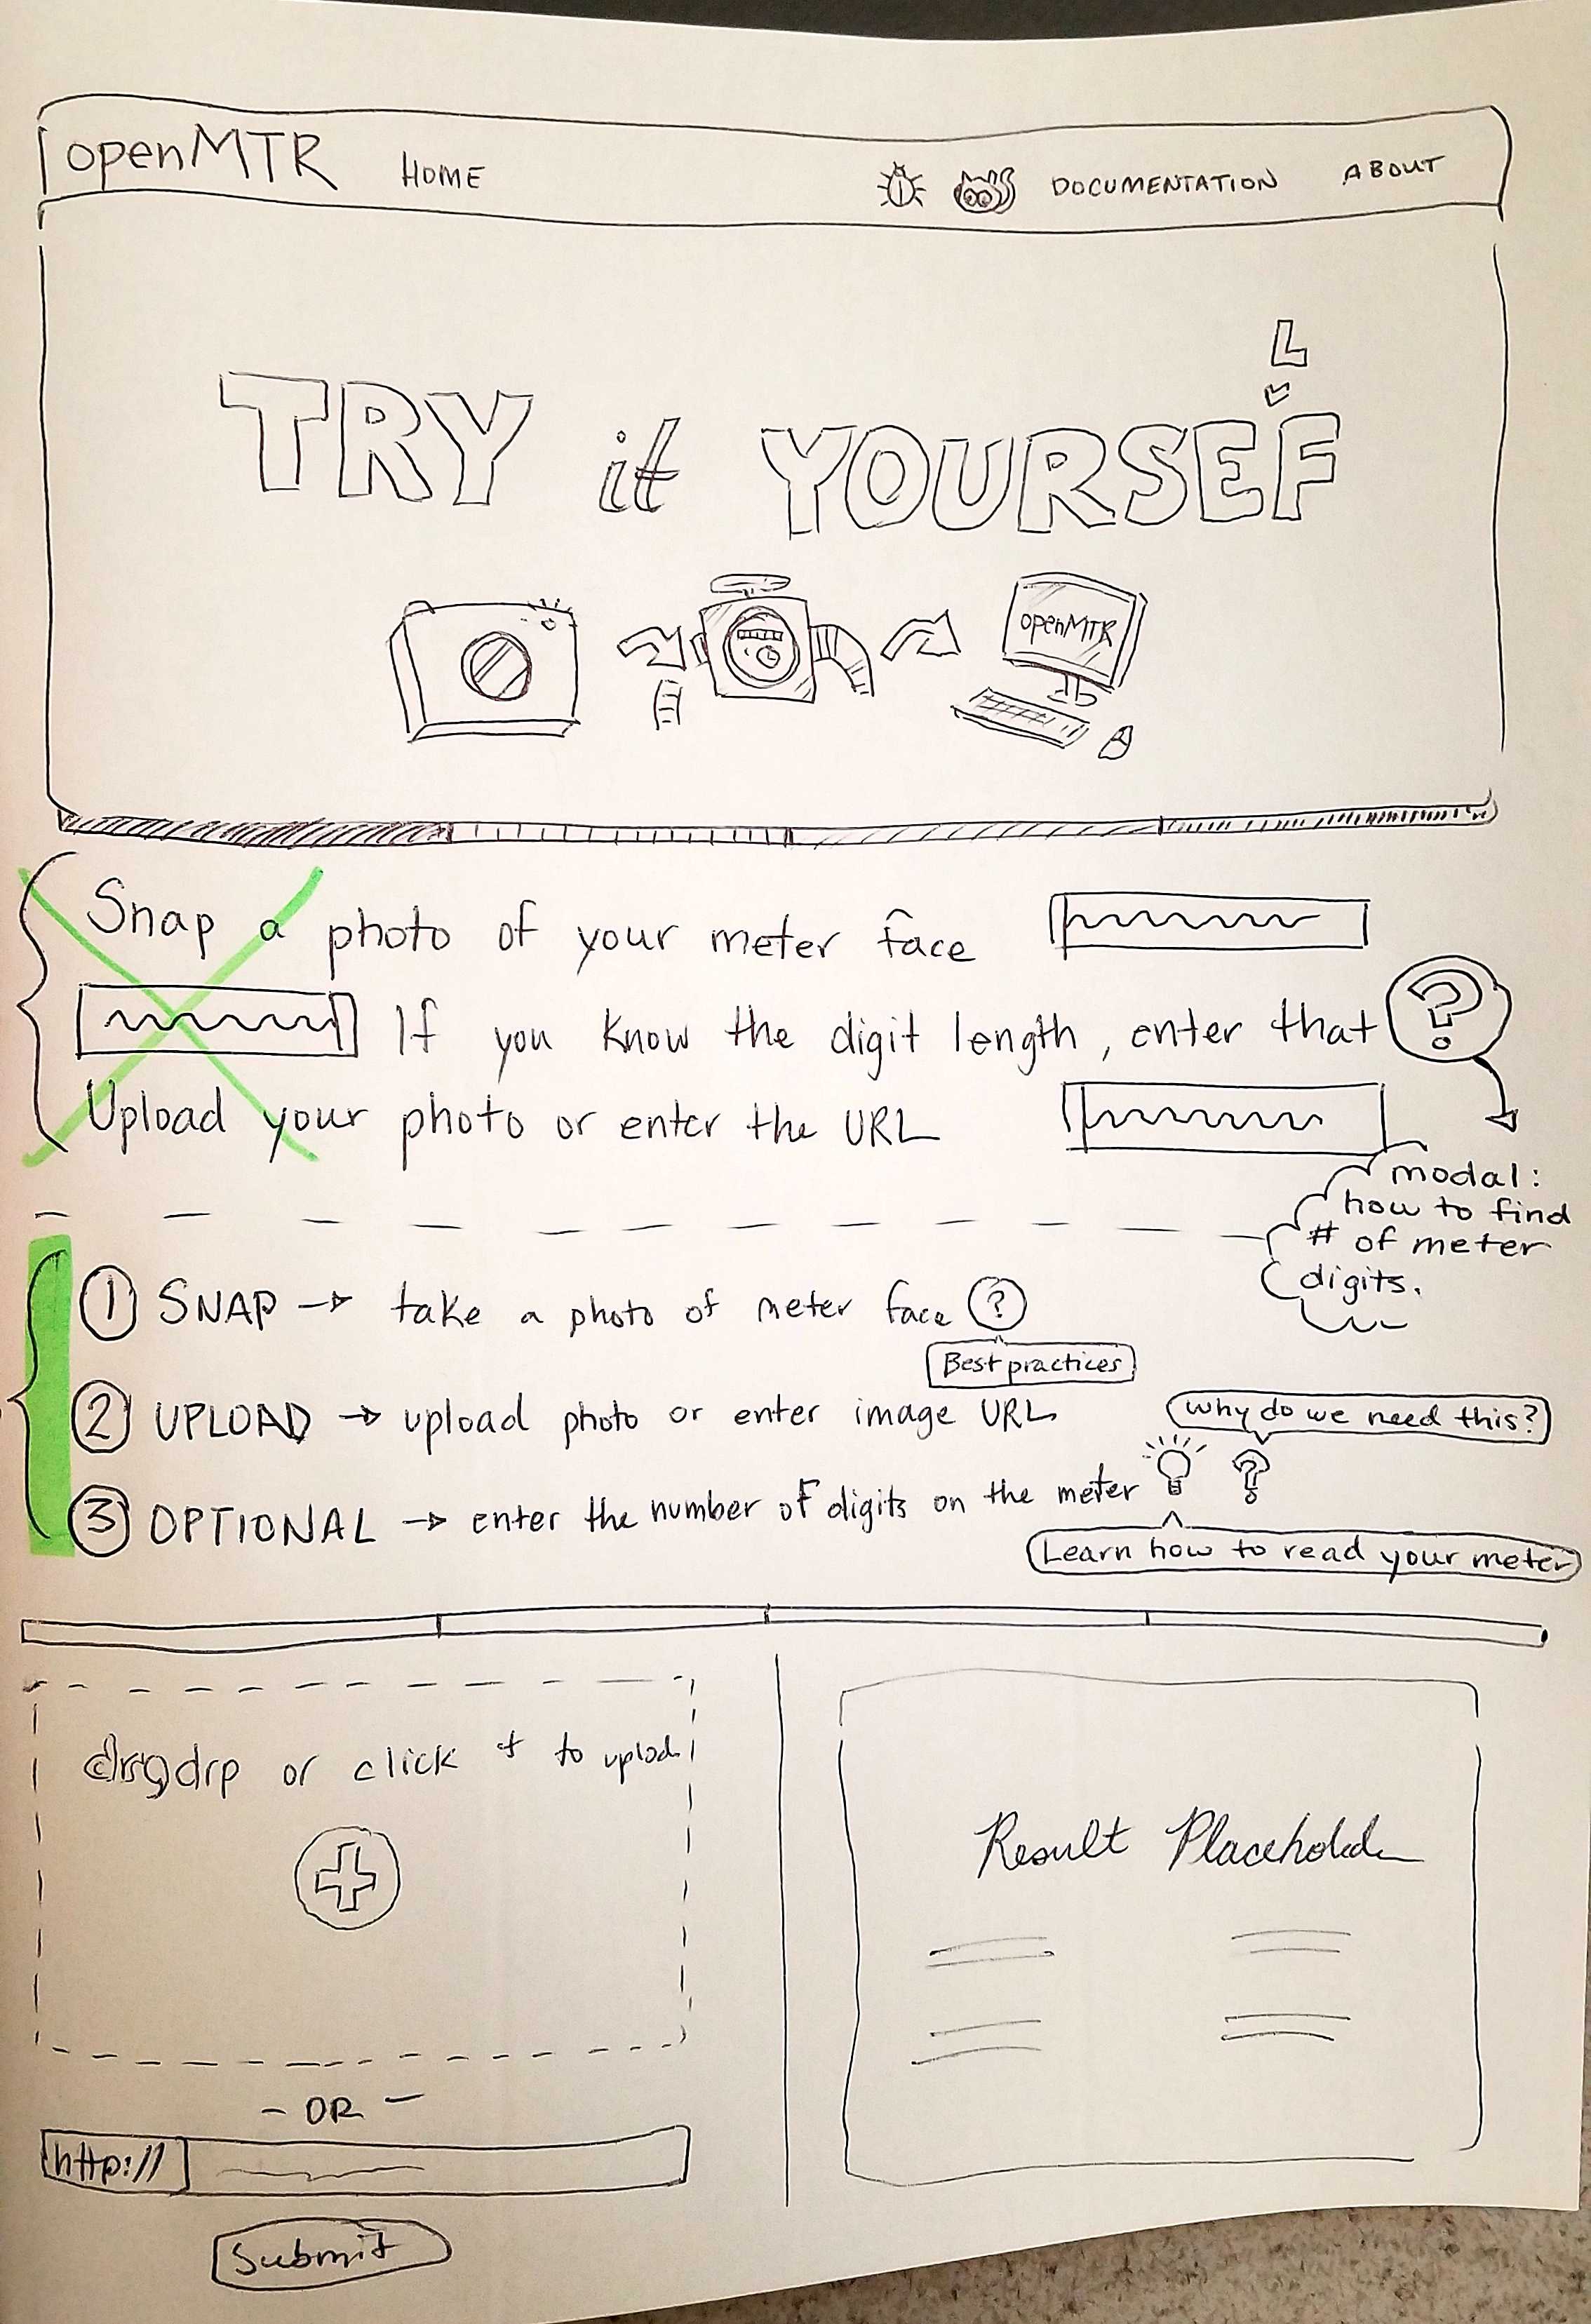 openMTR HOME DOCUMENTATION ABOUT
L
TRY it YOURSEF
openMTR
Snap a photo of your meter face
?
If you know the digit length, enter that
Upload your photo or enter the URL
modal:
how to find
# of meter
digits.
1 SNAP → take a photo of meter face ?
Best practices
2 UPLOAD → upload photo or enter image URL
why do we need this?
?
3 OPTIONAL → enter the number of digits on the meter
Learn how to read your meter
drgdrp or click + to uplod
+
Result Placeholder
- OR -
http://
Submit